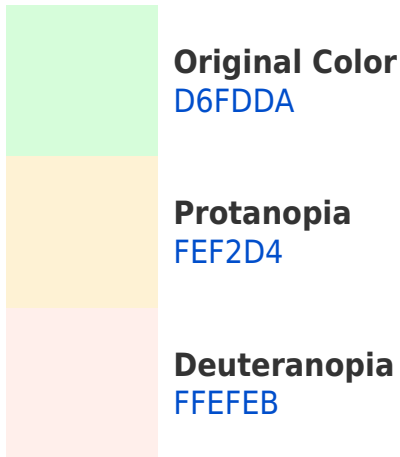 Original Color
D6FDDA
Protanopia
FEF2D4
Deuteranopia
FFEFEB